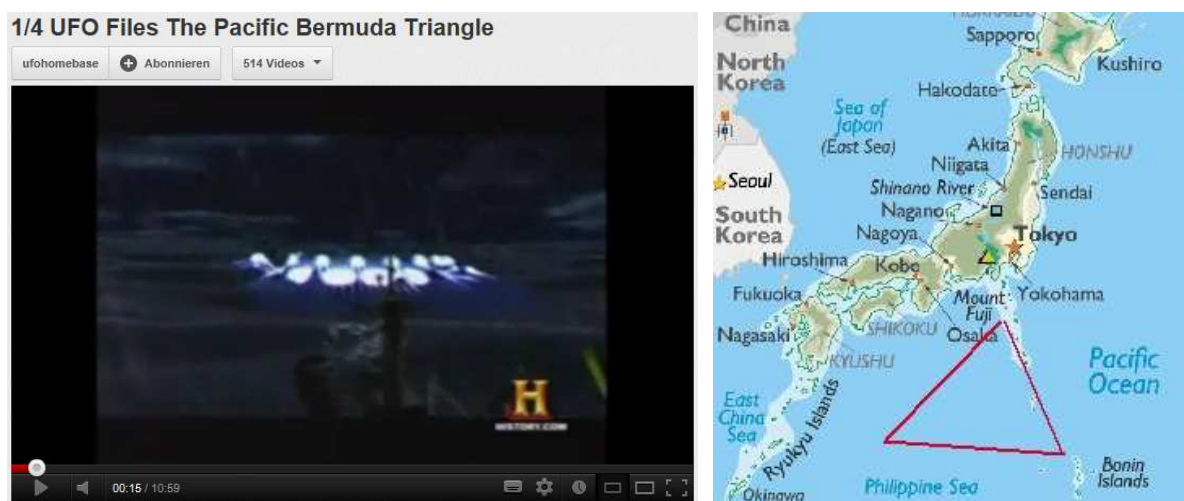 1/4 UFO Files The Pacific Bermuda Triangle
ufohomebase
Abonnieren
514 Videos
H
HISTORY.COM
00:15 / 10:59
China
HOKKAIDO
Sapporo
North
Korea
Kushiro
Hakodate
Sea of
Japan
(East Sea)
Akita
HONSHU
Niigata
Seoul
Shinano River
Sendai
South
Korea
Nagano
Tokyo
Nagoya
Hiroshima
Kobe
Fukuoka
Mount
Fuji
Yokohama
Nagasaki
SHIKOKU
Osaka
KYUSHU
Pacific
Ocean
East
China
Sea
Ryukyu Islands
Bonin
Islands
Philippine Sea
Okinawa